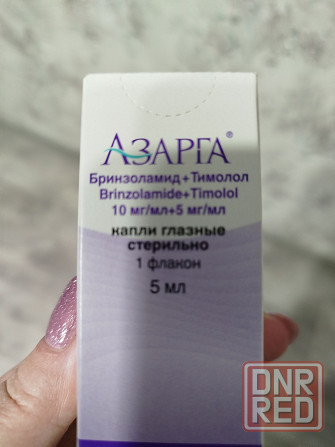 АЗАРГА®
Бринзоламид+Тимолол
Brinzolamide+Timolol
10 мг/мл+5 мг/мл
капли глазные
стерильно
1 флакон
5 мл
DNR
RED